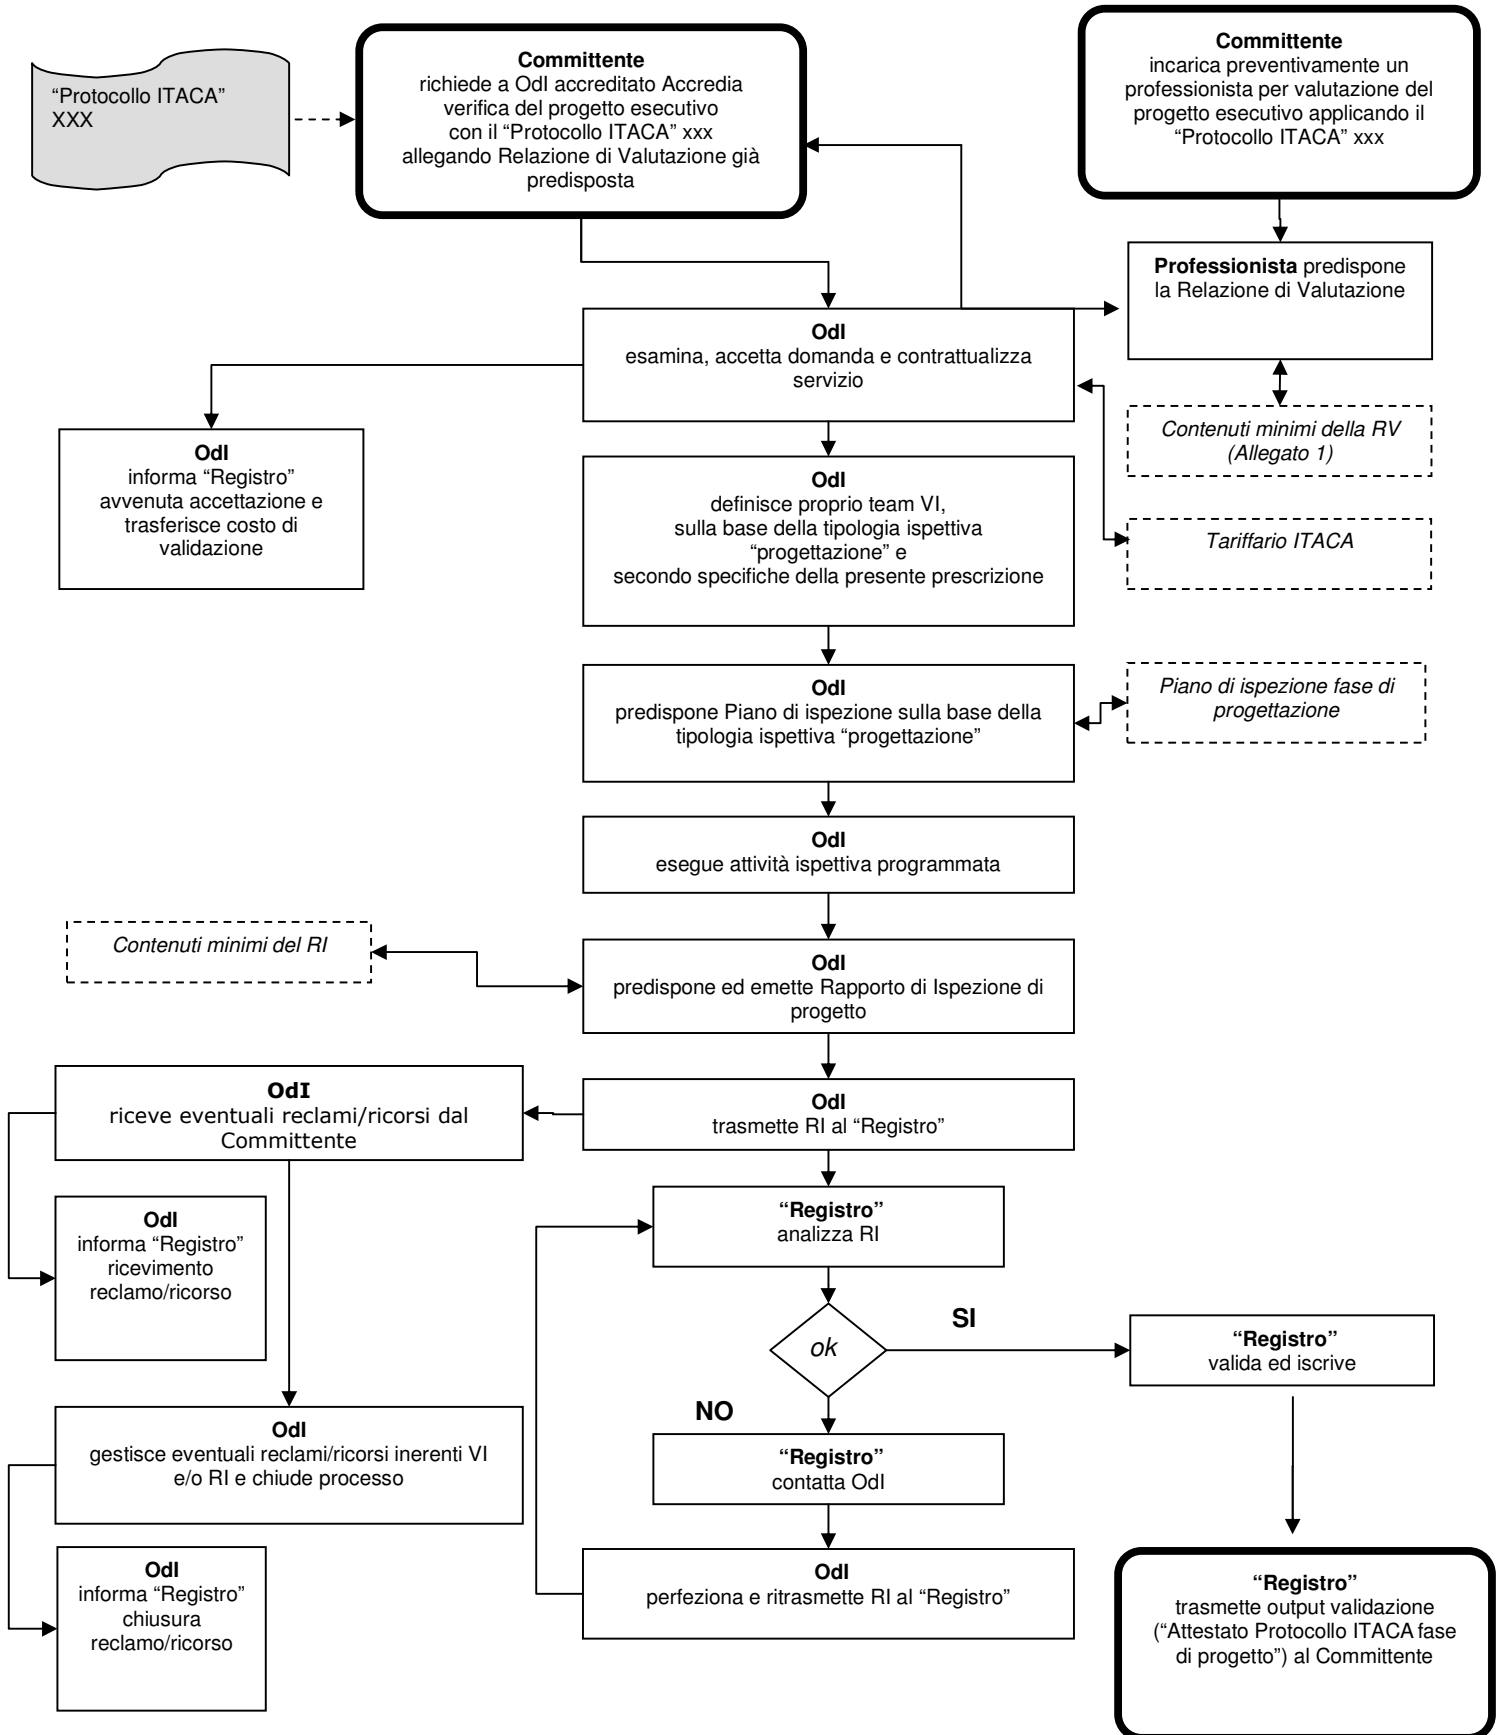 “Protocollo ITACA”
XXX
Committente
richiede a OdI accreditato Accredia
verifica del progetto esecutivo
con il “Protocollo ITACA” xxx
allegando Relazione di Valutazione già
predisposta
Committente
incarica preventivamente un
professionista per valutazione del
progetto esecutivo applicando il
“Protocollo ITACA” xxx
Professionista predispone
la Relazione di Valutazione
OdI
esamina, accetta domanda e contrattualizza
servizio
Contenuti minimi della RV
(Allegato 1)
OdI
informa “Registro”
avvenuta accettazione e
trasferisce costo di
validazione
OdI
definisce proprio team VI,
sulla base della tipologia ispettiva
“progettazione” e
secondo specifiche della presente prescrizione
Tariffario ITACA
OdI
predispone Piano di ispezione sulla base della
tipologia ispettiva “progettazione”
Piano di ispezione fase di
progettazione
OdI
esegue attività ispettiva programmata
Contenuti minimi del RI
OdI
predispone ed emette Rapporto di Ispezione di
progetto
OdI
riceve eventuali reclami/ricorsi dal
Committente
OdI
trasmette RI al “Registro”
OdI
informa “Registro”
ricevimento
reclamo/ricorso
“Registro”
analizza RI
ok
SI
“Registro”
valida ed iscrive
NO
OdI
gestisce eventuali reclami/ricorsi inerenti VI
e/o RI e chiude processo
“Registro”
contatta OdI
OdI
informa “Registro”
chiusura
reclamo/ricorso
OdI
perfeziona e ritrasmette RI al “Registro”
“Registro”
trasmette output validazione
(“Attestato Protocollo ITACA fase
di progetto”) al Committente